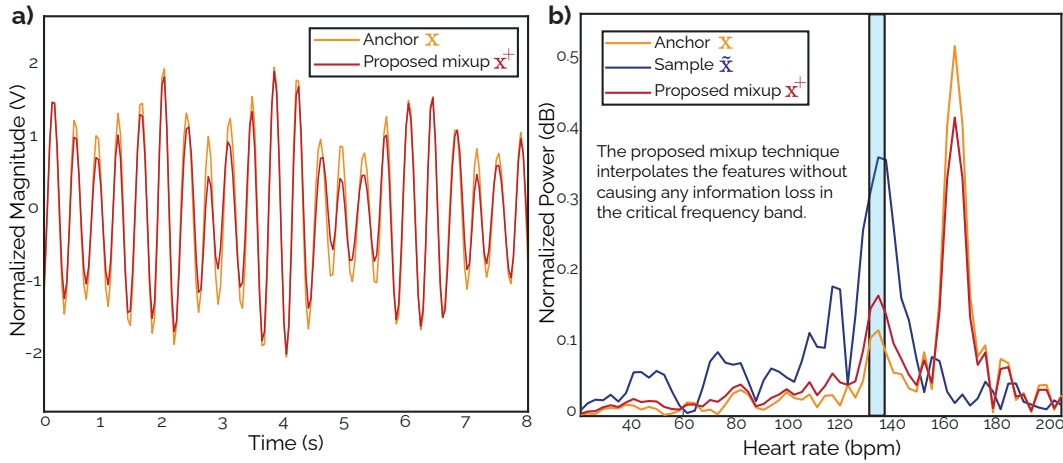 a)
Anchor x
Proposed mixup x⁺
Normalized Magnitude (V)
2
1
0
-1
-2
0 1 2 3 4 5 6 7 8
Time (s)
b)
Anchor x
Sample x̃
Proposed mixup x⁺
The proposed mixup technique
interpolates the features without
causing any information loss in
the critical frequency band.
Normalized Power (dB)
0.5
0.4
0.3
0.2
0.1
0
40 60 80 100 120 140 160 180 200
Heart rate (bpm)